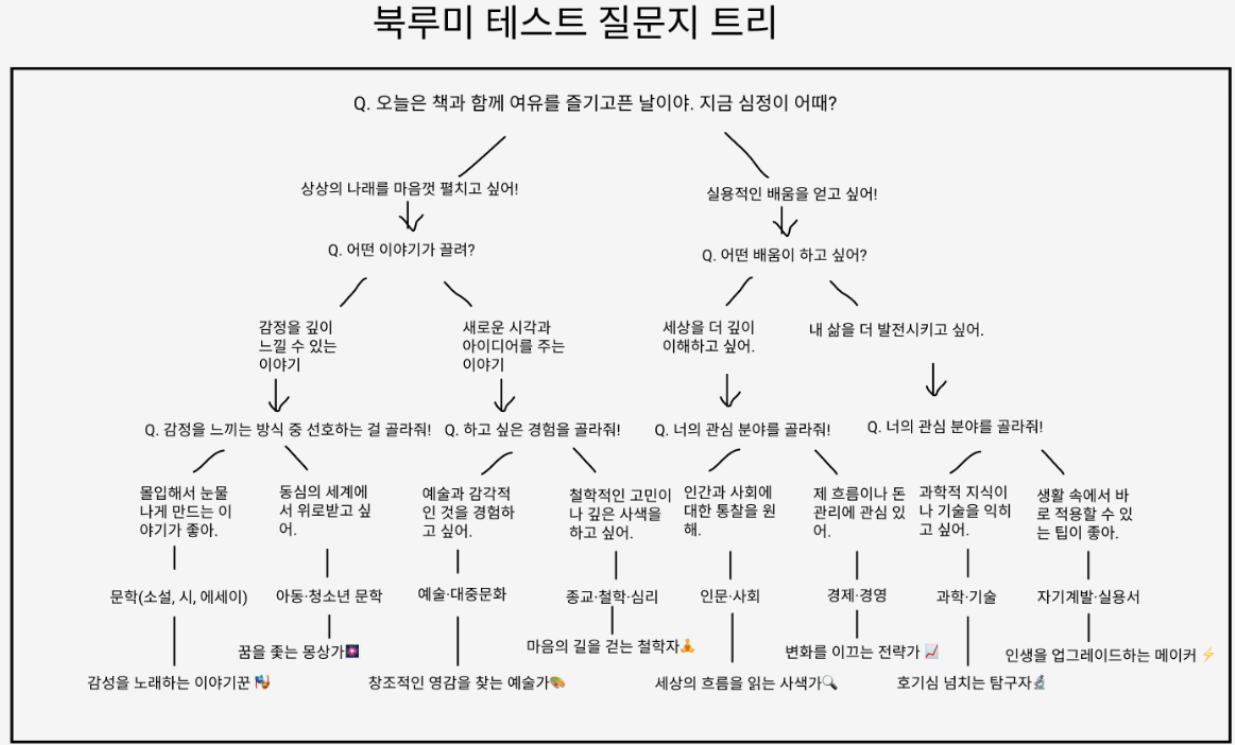 북루미 테스트 질문지 트리
Q. 오늘은 책과 함께 여유를 즐기고픈 날이야. 지금 심정이 어때?
상상의 나래를 마음껏 펼치고 싶어!
실용적인 배움을 얻고 싶어!
Q. 어떤 이야기가 끌려?
Q. 어떤 배움이 하고 싶어?
감정을 깊이
느낄 수 있는
이야기
새로운 시각과
아이디어를 주는
이야기
세상을 더 깊이
이해하고 싶어.
내 삶을 더 발전시키고 싶어.
Q. 감정을 느끼는 방식 중 선호하는 걸 골라줘!
Q. 하고 싶은 경험을 골라줘!
Q. 너의 관심 분야를 골라줘!
Q. 너의 관심 분야를 골라줘!
몰입해서 눈물
나게 만드는 이
야기가 좋아.
동심의 세계에
서 위로받고 싶
어.
예술과 감각적
인 것을 경험하
고 싶어.
철학적인 고민이
나 깊은 사색을
하고 싶어.
인간과 사회에
대한 통찰을 원
해.
제 흐름이나 돈
관리에 관심 있
어.
과학적 지식이
나 기술을 익히
고 싶어.
생활 속에서 바
로 적용할 수 있
는 팁이 좋아.
문학(소설, 시, 에세이)
아동·청소년 문학
예술·대중문화
종교·철학·심리
인문·사회
경제·경영
과학·기술
자기계발·실용서
꿈을 좇는 몽상가🎆
마음의 길을 걷는 철학자🧘
변화를 이끄는 전략가 📈
인생을 업그레이드하는 메이커 ⚡
감성을 노래하는 이야기꾼 🎭
창조적인 영감을 찾는 예술가🎨
세상의 흐름을 읽는 사색가🔍
호기심 넘치는 탐구자🔬